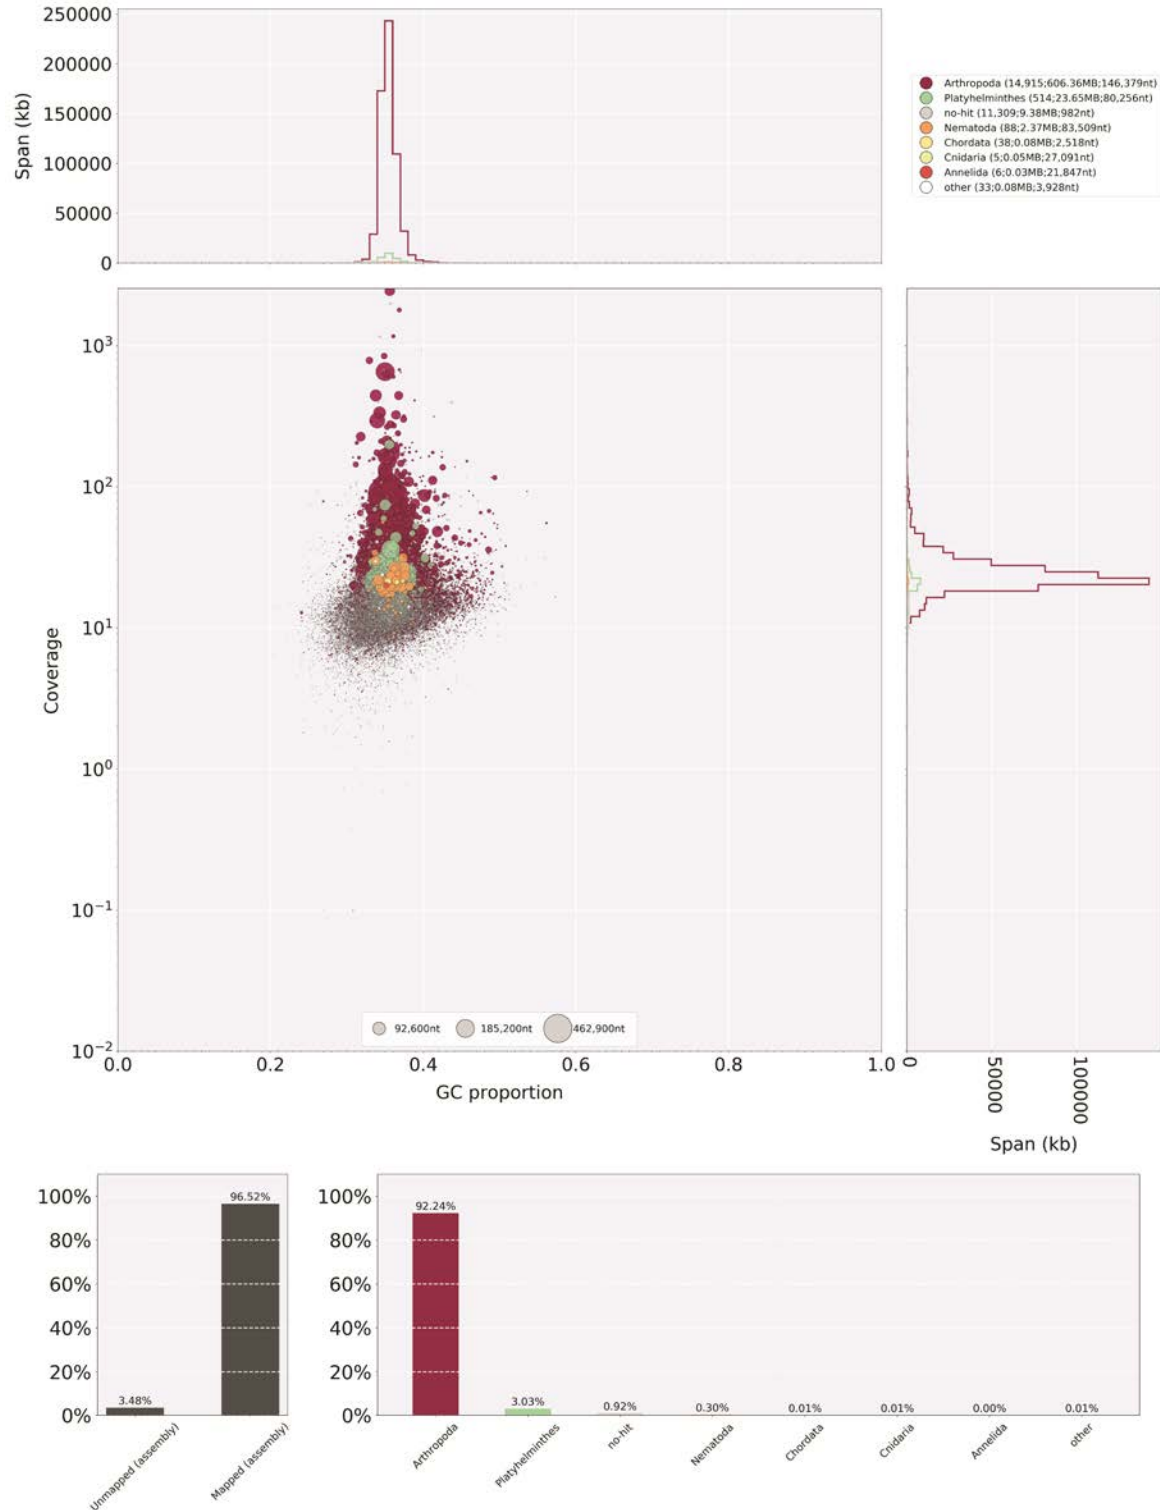 250000
200000
150000
100000
50000
0
Span (kb)
Arthropoda (14,915;606.36MB;146,379nt)
Platyhelminthes (514;23.65MB;80,256nt)
no-hit (11,309;9.38MB;982nt)
Nematoda (88;2.37MB;83,509nt)
Chordata (38;0.08MB;2,518nt)
Cnidaria (5;0.05MB;27,091nt)
Annelida (6;0.03MB;21,847nt)
other (33;0.08MB;3,928nt)
10³
10²
10¹
10⁰
10⁻¹
10⁻²
Coverage
92,600nt 185,200nt 462,900nt
0.0 0.2 0.4 0.6 0.8 1.0
GC proportion
0 50000 100000
Span (kb)
100%
80%
60%
40%
20%
0%
3.48% 96.52%
Unmapped (assembly) Mapped (assembly)
100%
80%
60%
40%
20%
0%
92.24% 3.03% 0.92% 0.30% 0.01% 0.01% 0.00% 0.01%
Arthropoda Platyhelminthes no-hit Nematoda Chordata Cnidaria Annelida other